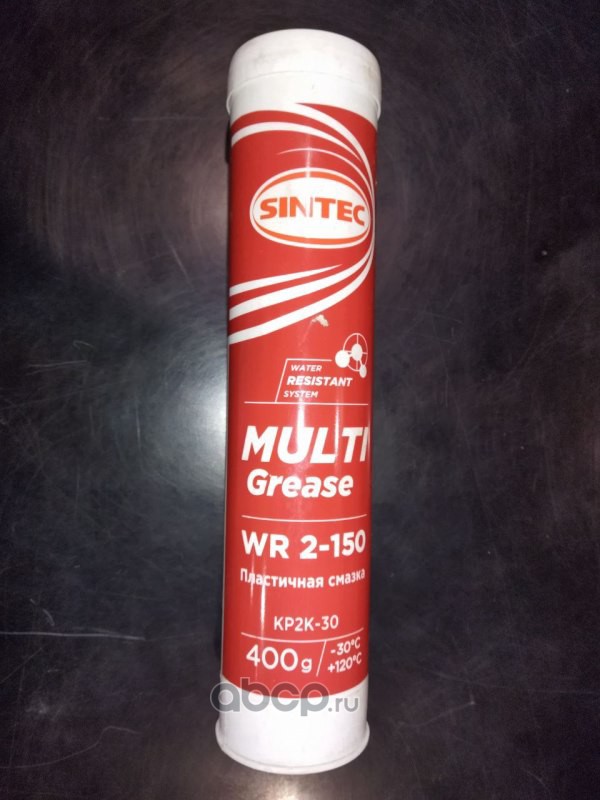 SINTEC
WATER
RESISTANT
SYSTEM
MULTI
Grease
WR 2-150
Пластичная смазка
KP2K-30
400g
-30°C
+120°C
abcp.ru